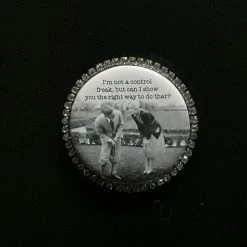 I'm not a control
freak, but can I show
you the right way to do that?